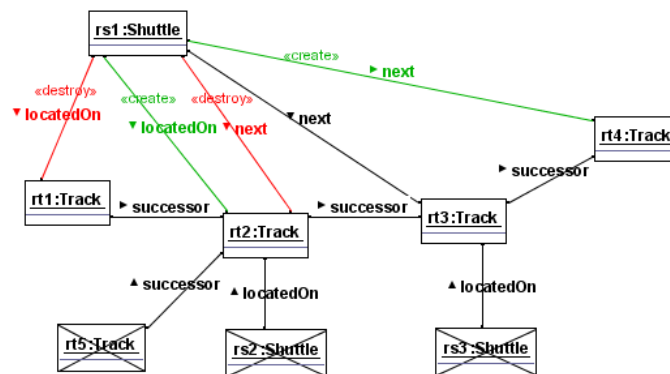 rs1:Shuttle
«create»
► next
«destroy»
▼ locatedOn
«create»
▼ locatedOn
«destroy»
▼ next
▼ next
rt4:Track
► successor
rt1:Track
► successor
rt2:Track
► successor
rt3:Track
▲ successor
▲ locatedOn
▲ locatedOn
rt5:Track
rs2:Shuttle
rs3:Shuttle